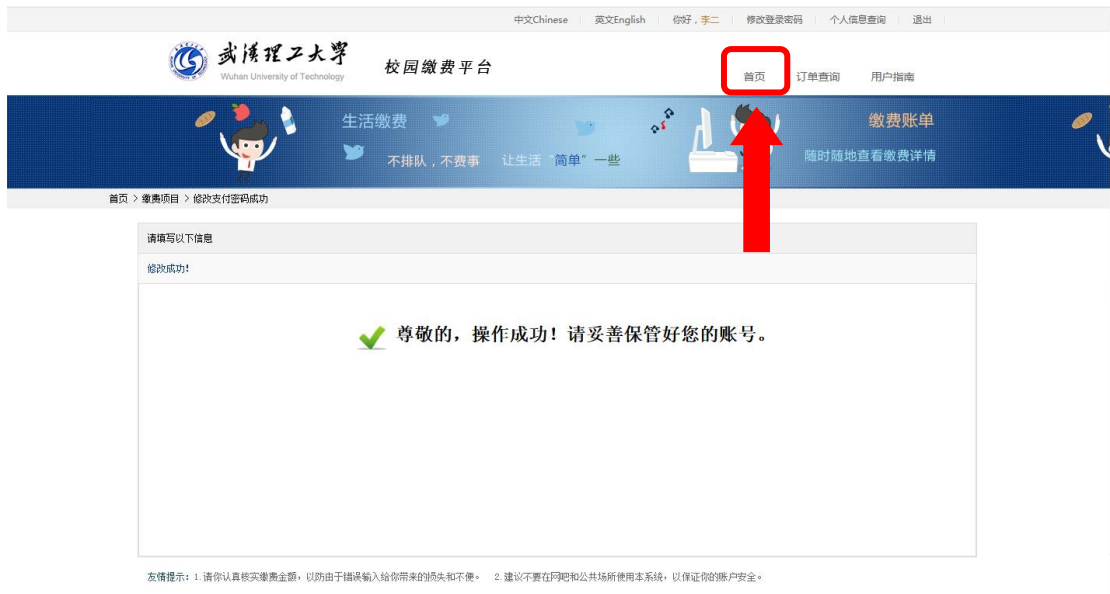 中文Chinese 英文English 你好，李二 修改登录密码 个人信息查询 退出
武漢理工大學
Wuhan University of Technology
校园缴费平台
首页 订单查询 用户指南
生活缴费
不排队，不费事 让生活“简单”一些
缴费账单
随时随地查看缴费详情
首页 > 缴费项目 > 修改支付密码成功
请填写以下信息
修改成功!
尊敬的，操作成功！请妥善保管好您的账号。
友情提示：1.请你认真核实缴费金额，以防由于错误输入给你带来的损失和不便。 2.建议不要在网吧和公共场所使用本系统，以保证你的账户安全。